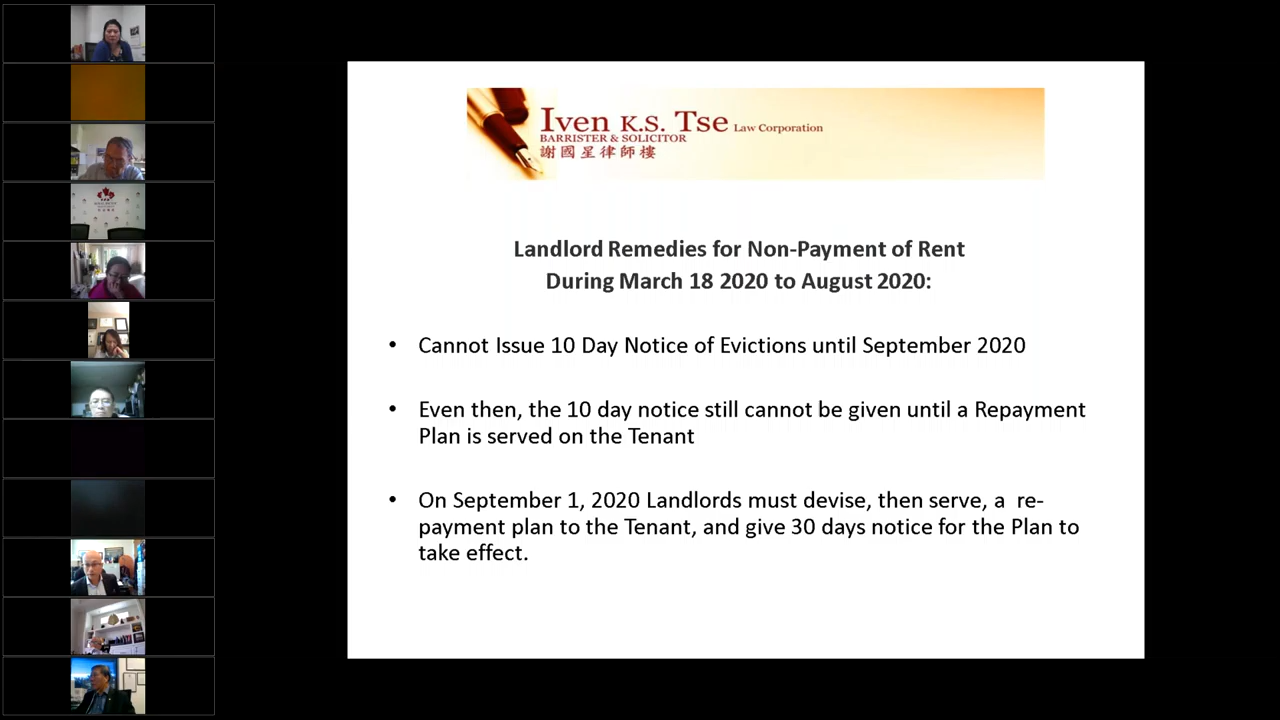 Iven K.S. Tse Law Corporation
BARRISTER & SOLICITOR
謝國星律師樓
Landlord Remedies for Non-Payment of Rent
During March 18 2020 to August 2020:
• Cannot Issue 10 Day Notice of Evictions until September 2020
• Even then, the 10 day notice still cannot be given until a Repayment
Plan is served on the Tenant
• On September 1, 2020 Landlords must devise, then serve, a re-
payment plan to the Tenant, and give 30 days notice for the Plan to
take effect.